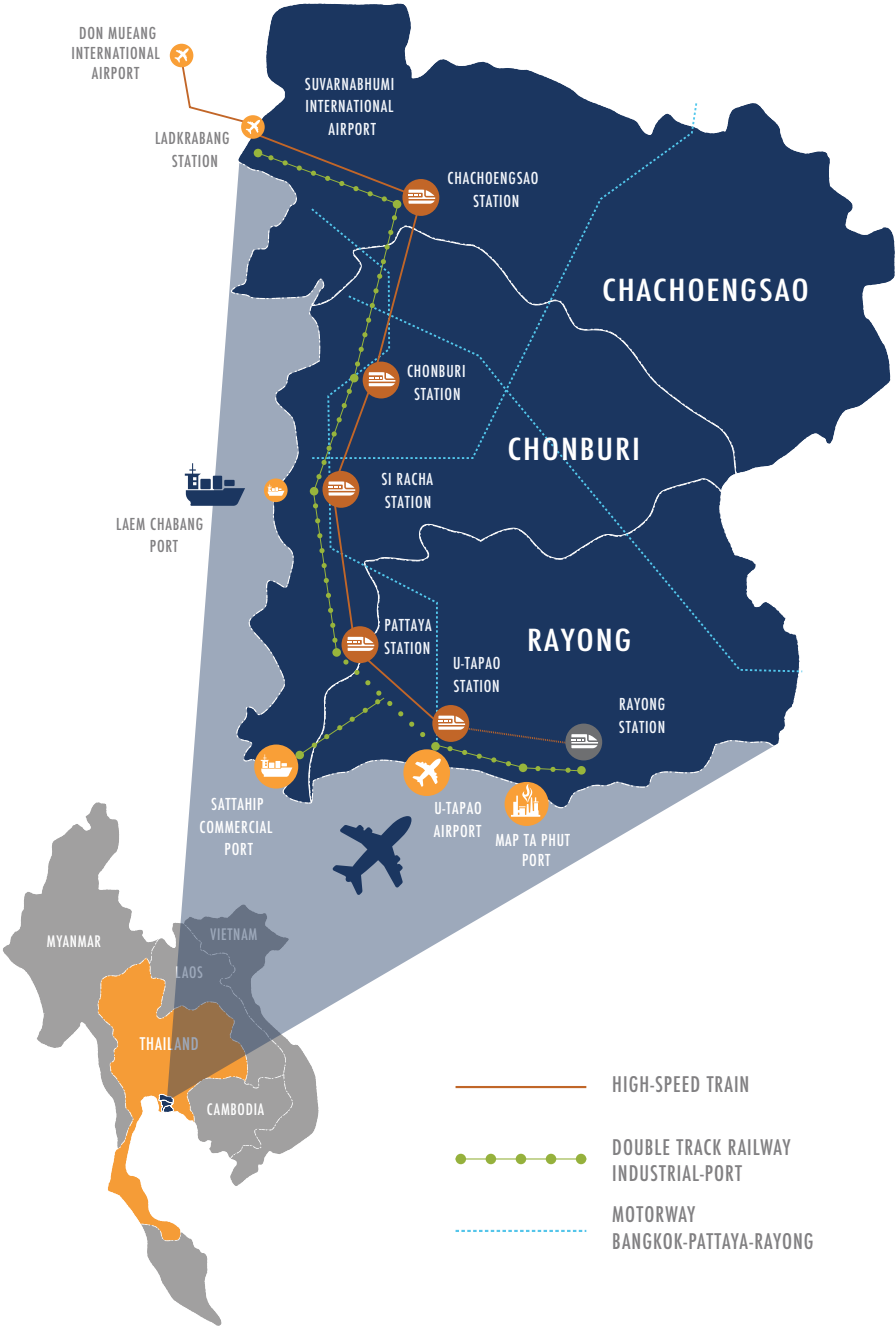 DON MUEANG
INTERNATIONAL
AIRPORT
SUVARNABHUMI
INTERNATIONAL
AIRPORT
LADKRABANG
STATION
CHACHOENGSAO
STATION
CHACHOENGSAO
CHONBURI
STATION
CHONBURI
SI RACHA
STATION
LAEM CHABANG
PORT
PATTAYA
STATION
RAYONG
U-TAPAO
STATION
RAYONG
STATION
SATTAHIP
COMMERCIAL
PORT
U-TAPAO
AIRPORT
MAP TA PHUT
PORT
MYANMAR
VIETNAM
LAOS
THAILAND
CAMBODIA
HIGH-SPEED TRAIN
DOUBLE TRACK RAILWAY
INDUSTRIAL-PORT
MOTORWAY
BANGKOK-PATTAYA-RAYONG